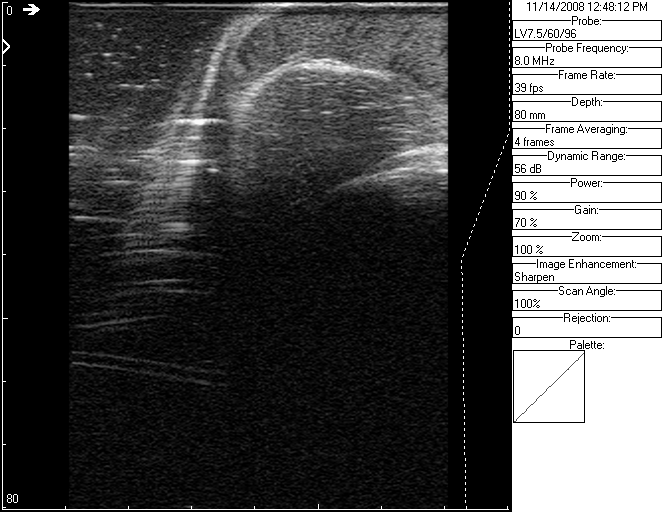 0
80
11/14/2008 12:48:12 PM
Probe:
LV7.5/60/96
Probe Frequency:
8.0 MHz
Frame Rate:
39 fps
Depth:
80 mm
Frame Averaging:
4 frames
Dynamic Range:
56 dB
Power:
90 %
Gain:
70 %
Zoom:
100 %
Image Enhancement:
Sharpen
Scan Angle:
100%
Rejection:
0
Palette: